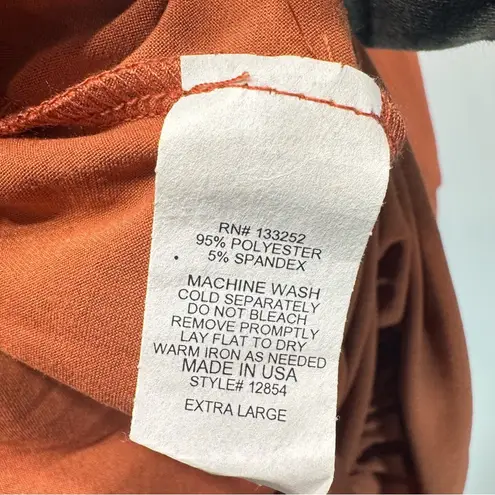 RN# 133252
95% POLYESTER
5% SPANDEX
MACHINE WASH
COLD SEPARATELY
DO NOT BLEACH
REMOVE PROMPTLY
LAY FLAT TO DRY
WARM IRON AS NEEDED
MADE IN USA
STYLE# 12854
EXTRA LARGE